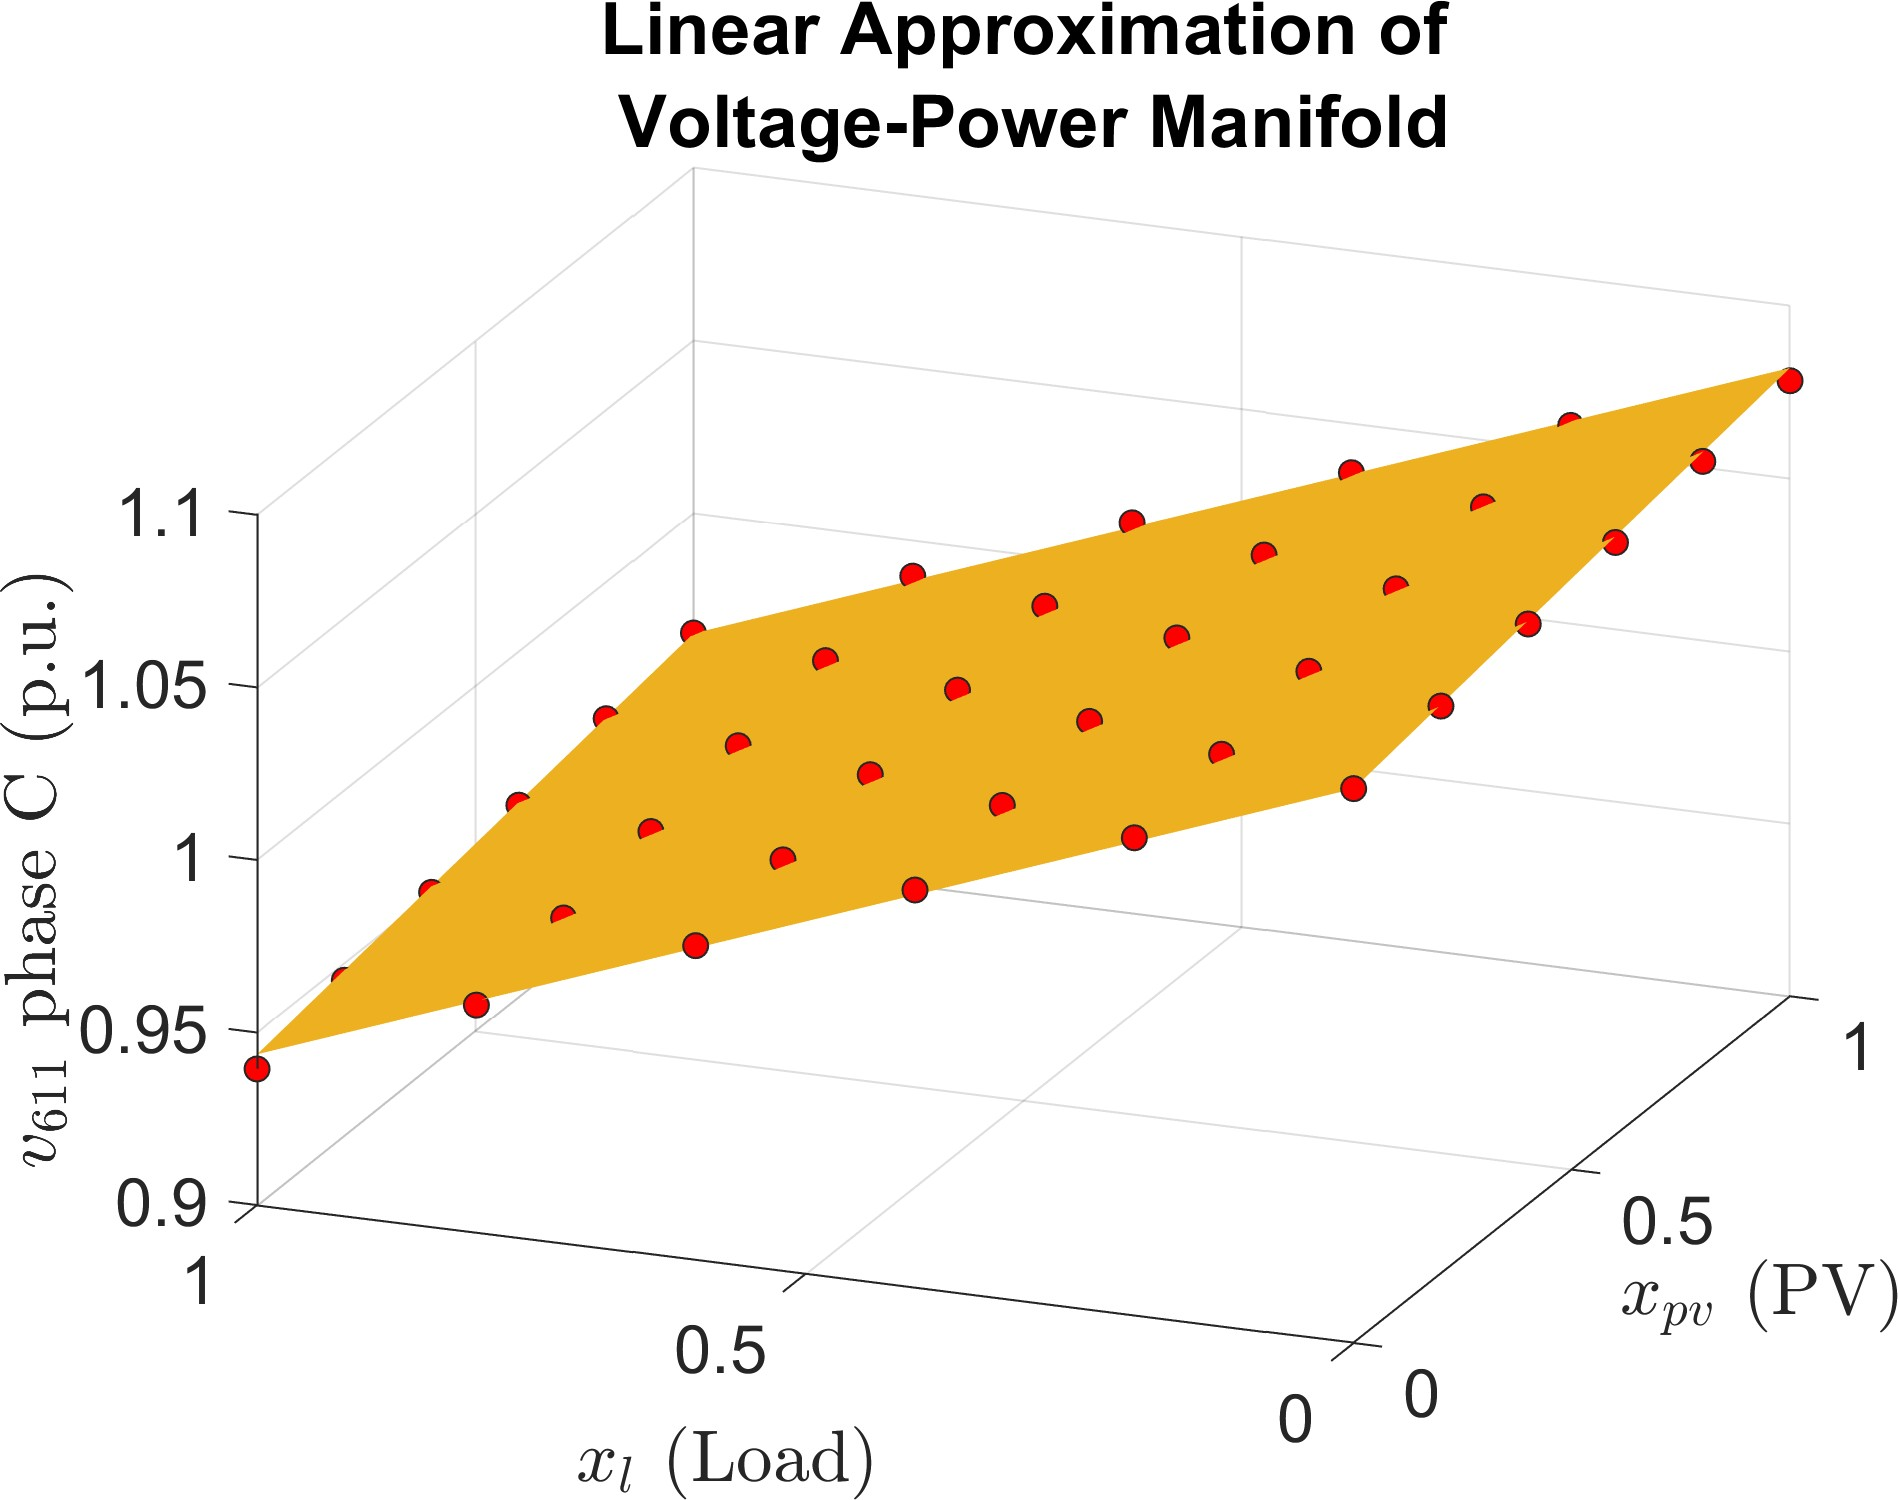 Linear Approximation of
Voltage-Power Manifold
1.1
1.05
1
0.95
0.9
v611 phase C (p.u.)
1
0.5
0
xl (Load)
0
0.5
1
xpv (PV)